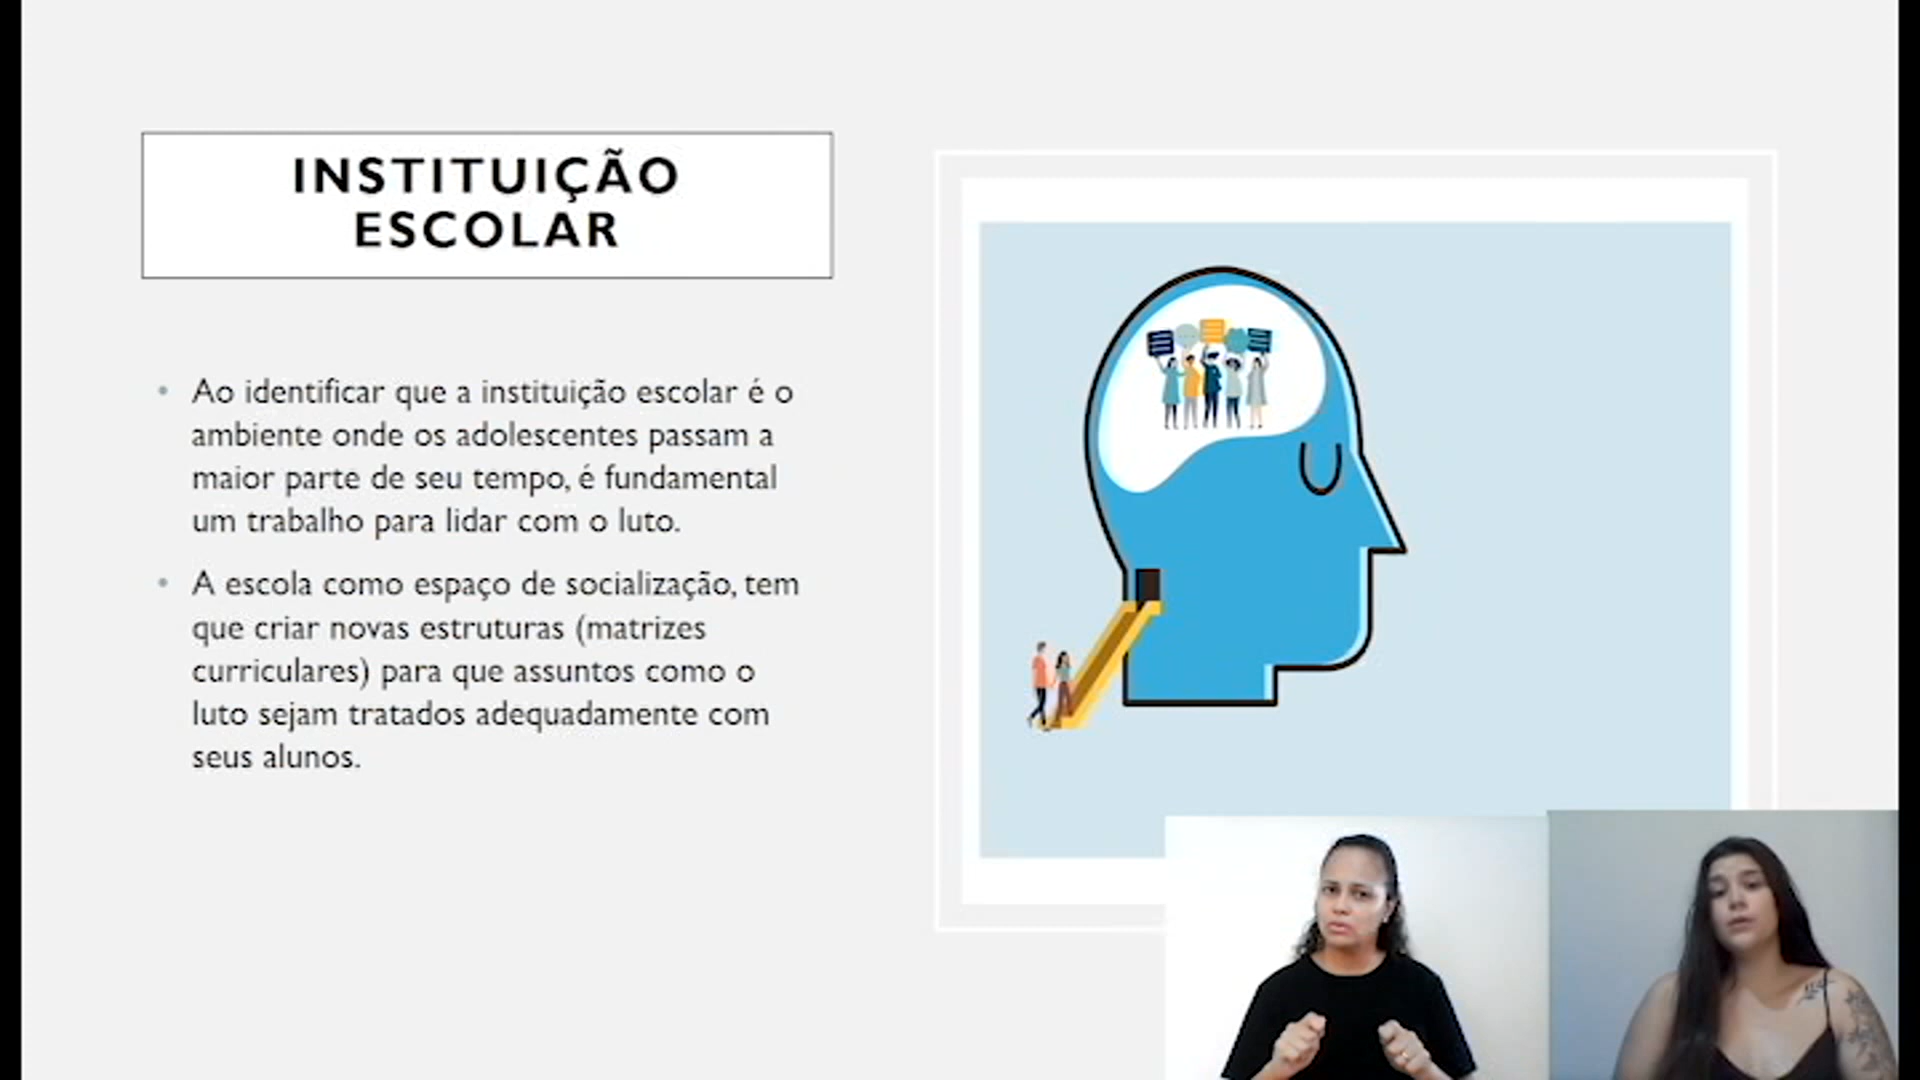 INSTITUIÇÃO
ESCOLAR
• Ao identificar que a instituição escolar é o
ambiente onde os adolescentes passam a
maior parte de seu tempo, é fundamental
um trabalho para lidar com o luto.
• A escola como espaço de socialização, tem
que criar novas estruturas (matrizes
curriculares) para que assuntos como o
luto sejam tratados adequadamente com
seus alunos.